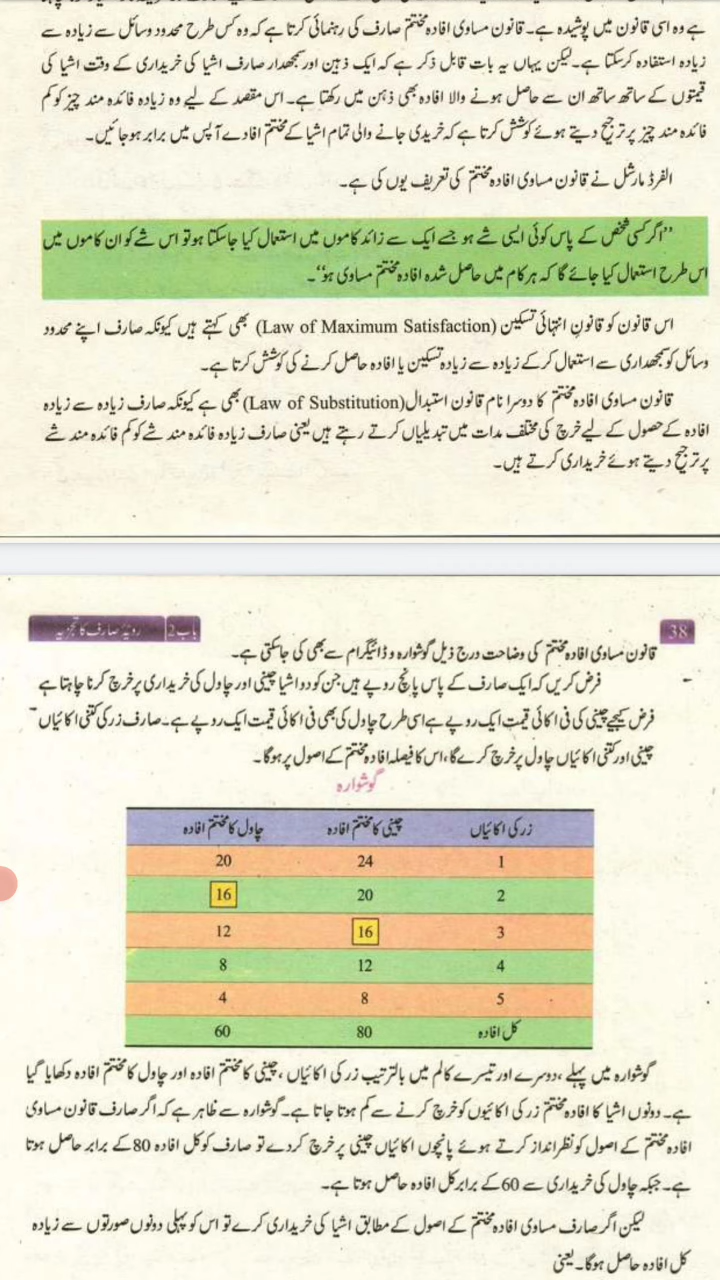 ہے وہ اسی قانون میں پوشیدہ ہے۔ قانون مساوی افادہ مختتم صارف کی رہنمائی کرتا ہے کہ وہ کس طرح محدود وسائل سے زیادہ سے
زیادہ استفادہ کرسکتا ہے۔ لیکن یہاں یہ بات قابل ذکر ہے کہ ایک ذہین اور سمجھدار صارف اشیا کی خریداری کے وقت اشیا کی
قیمتوں کے ساتھ ساتھ ان سے حاصل ہونے والا افادہ بھی ذہن میں رکھتا ہے۔ اس مقصد کے لیے وہ زیادہ فائدہ مند چیز کو کم
فائدہ مند چیز پر ترجیح دیتے ہوئے کوشش کرتا ہے کہ خریدی جانے والی تمام اشیا کے مختتم افادے آپس میں برابر ہو جائیں۔
الفرڈ مارشل نے قانون مساوی افادہ مختتم کی تعریف یوں کی ہے۔
”اگر کسی شخص کے پاس کوئی ایسی شے ہو جسے ایک سے زائد کاموں میں استعمال کیا جاسکتا ہو تو اس شے کو ان کاموں میں
اس طرح استعمال کیا جائے گا کہ ہر کام میں حاصل شدہ افادہ مختتم مساوی ہو“۔
اس قانون کو قانونِ انتہائی تسکین (Law of Maximum Satisfaction) بھی کہتے ہیں کیونکہ صارف اپنے محدود
وسائل کو سمجھداری سے استعمال کرکے زیادہ سے زیادہ تسکین یا افادہ حاصل کرنے کی کوشش کرتا ہے۔
قانون مساوی افادہ مختتم کا دوسرا نام قانون استبدال (Law of Substitution) بھی ہے کیونکہ صارف زیادہ سے زیادہ
افادہ کے حصول کے لیے خرچ کی مختلف مدات میں تبدیلیاں کرتے رہتے ہیں یعنی صارف زیادہ فائدہ مند شے کو کم فائدہ مند شے
پر ترجیح دیتے ہوئے خریداری کرتے ہیں۔
38 باب 2 رویۂ صارف کا تجزیہ
قانون مساوی افادہ مختتم کی وضاحت درج ذیل گوشوارہ و ڈائیگرام سے بھی کی جاسکتی ہے۔
فرض کریں کہ ایک صارف کے پاس پانچ روپے ہیں جن کو دو اشیا چینی اور چاول کی خریداری پر خرچ کرنا چاہتا ہے
فرض کیجیے چینی کی فی اکائی قیمت ایک روپے ہے اسی طرح چاول کی بھی فی اکائی قیمت ایک روپے ہے۔ صارف زر کی کتنی اکائیاں
چینی اور کتنی اکائیاں چاول پر خرچ کرے گا، اس کا فیصلہ افادہ مختتم کے اصول پر ہوگا۔
گوشوارہ
زر کی اکائیاں چینی کا مختتم افادہ چاول کا مختتم افادہ
1 24 20
2 20 16
3 16 12
4 12 8
5 8 4
کل افادہ 80 60
گوشوارہ میں پہلے، دوسرے اور تیسرے کالم میں بالترتیب زر کی اکائیاں، چینی کا مختتم افادہ اور چاول کا مختتم افادہ دکھایا گیا
ہے۔ دونوں اشیا کا افادہ مختتم زر کی اکائیوں کو خرچ کرنے سے کم ہوتا جاتا ہے۔ گوشوارہ سے ظاہر ہے کہ اگر صارف قانون مساوی
افادہ مختتم کے اصول کو نظر انداز کرتے ہوئے پانچوں اکائیاں چینی پر خرچ کردے تو صارف کو کل افادہ 80 کے برابر حاصل ہوتا
ہے۔ جبکہ چاول کی خریداری سے 60 کے برابر کل افادہ حاصل ہوتا ہے۔
لیکن اگر صارف مساوی افادہ مختتم کے اصول کے مطابق اشیا کی خریداری کرے تو اس کو پہلی دونوں صورتوں سے زیادہ
کل افادہ حاصل ہوگا۔ یعنی